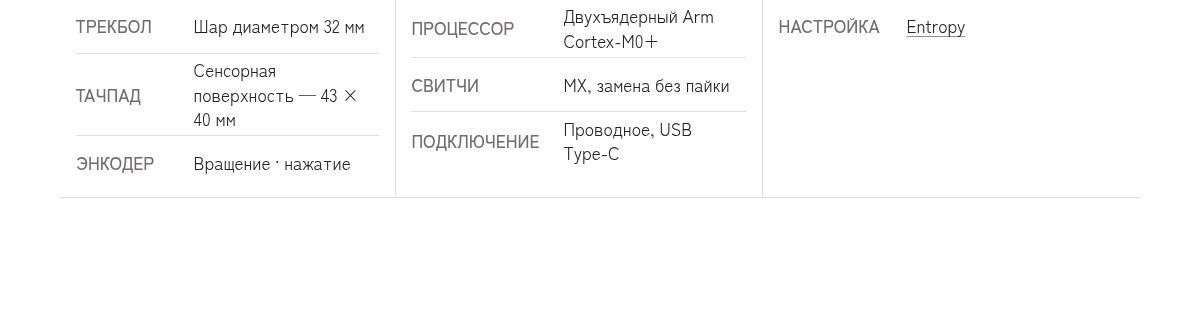 ТРЕКБОЛ
Шар диаметром 32 мм
ТАЧПАД
Сенсорная
поверхность — 43 ×
40 мм
ЭНКОДЕР
Вращение · нажатие
ПРОЦЕССОР
Двухъядерный Arm
Cortex-M0+
СВИТЧИ
MX, замена без пайки
ПОДКЛЮЧЕНИЕ
Проводное, USB
Type-C
НАСТРОЙКА
Entropy